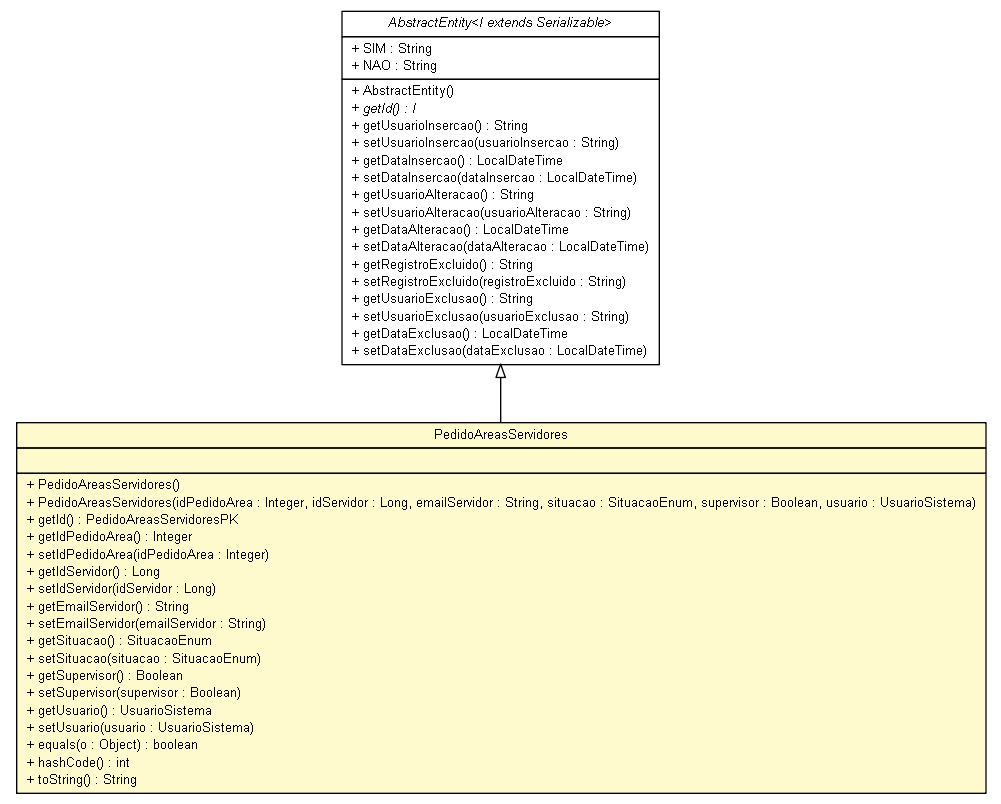 AbstractEntity<I extends Serializable>
+ SIM : String
+ NAO : String
+ AbstractEntity()
+ getId() : I
+ getUsuarioInsercao() : String
+ setUsuarioInsercao(usuarioInsercao : String)
+ getDataInsercao() : LocalDateTime
+ setDataInsercao(dataInsercao : LocalDateTime)
+ getUsuarioAlteracao() : String
+ setUsuarioAlteracao(usuarioAlteracao : String)
+ getDataAlteracao() : LocalDateTime
+ setDataAlteracao(dataAlteracao : LocalDateTime)
+ getRegistroExcluido() : String
+ setRegistroExcluido(registroExcluido : String)
+ getUsuarioExclusao() : String
+ setUsuarioExclusao(usuarioExclusao : String)
+ getDataExclusao() : LocalDateTime
+ setDataExclusao(dataExclusao : LocalDateTime)
PedidoAreasServidores
+ PedidoAreasServidores()
+ PedidoAreasServidores(idPedidoArea : Integer, idServidor : Long, emailServidor : String, situacao : SituacaoEnum, supervisor : Boolean, usuario : UsuarioSistema)
+ getId() : PedidoAreasServidoresPK
+ getIdPedidoArea() : Integer
+ setIdPedidoArea(idPedidoArea : Integer)
+ getIdServidor() : Long
+ setIdServidor(idServidor : Long)
+ getEmailServidor() : String
+ setEmailServidor(emailServidor : String)
+ getSituacao() : SituacaoEnum
+ setSituacao(situacao : SituacaoEnum)
+ getSupervisor() : Boolean
+ setSupervisor(supervisor : Boolean)
+ getUsuario() : UsuarioSistema
+ setUsuario(usuario : UsuarioSistema)
+ equals(o : Object) : boolean
+ hashCode() : int
+ toString() : String